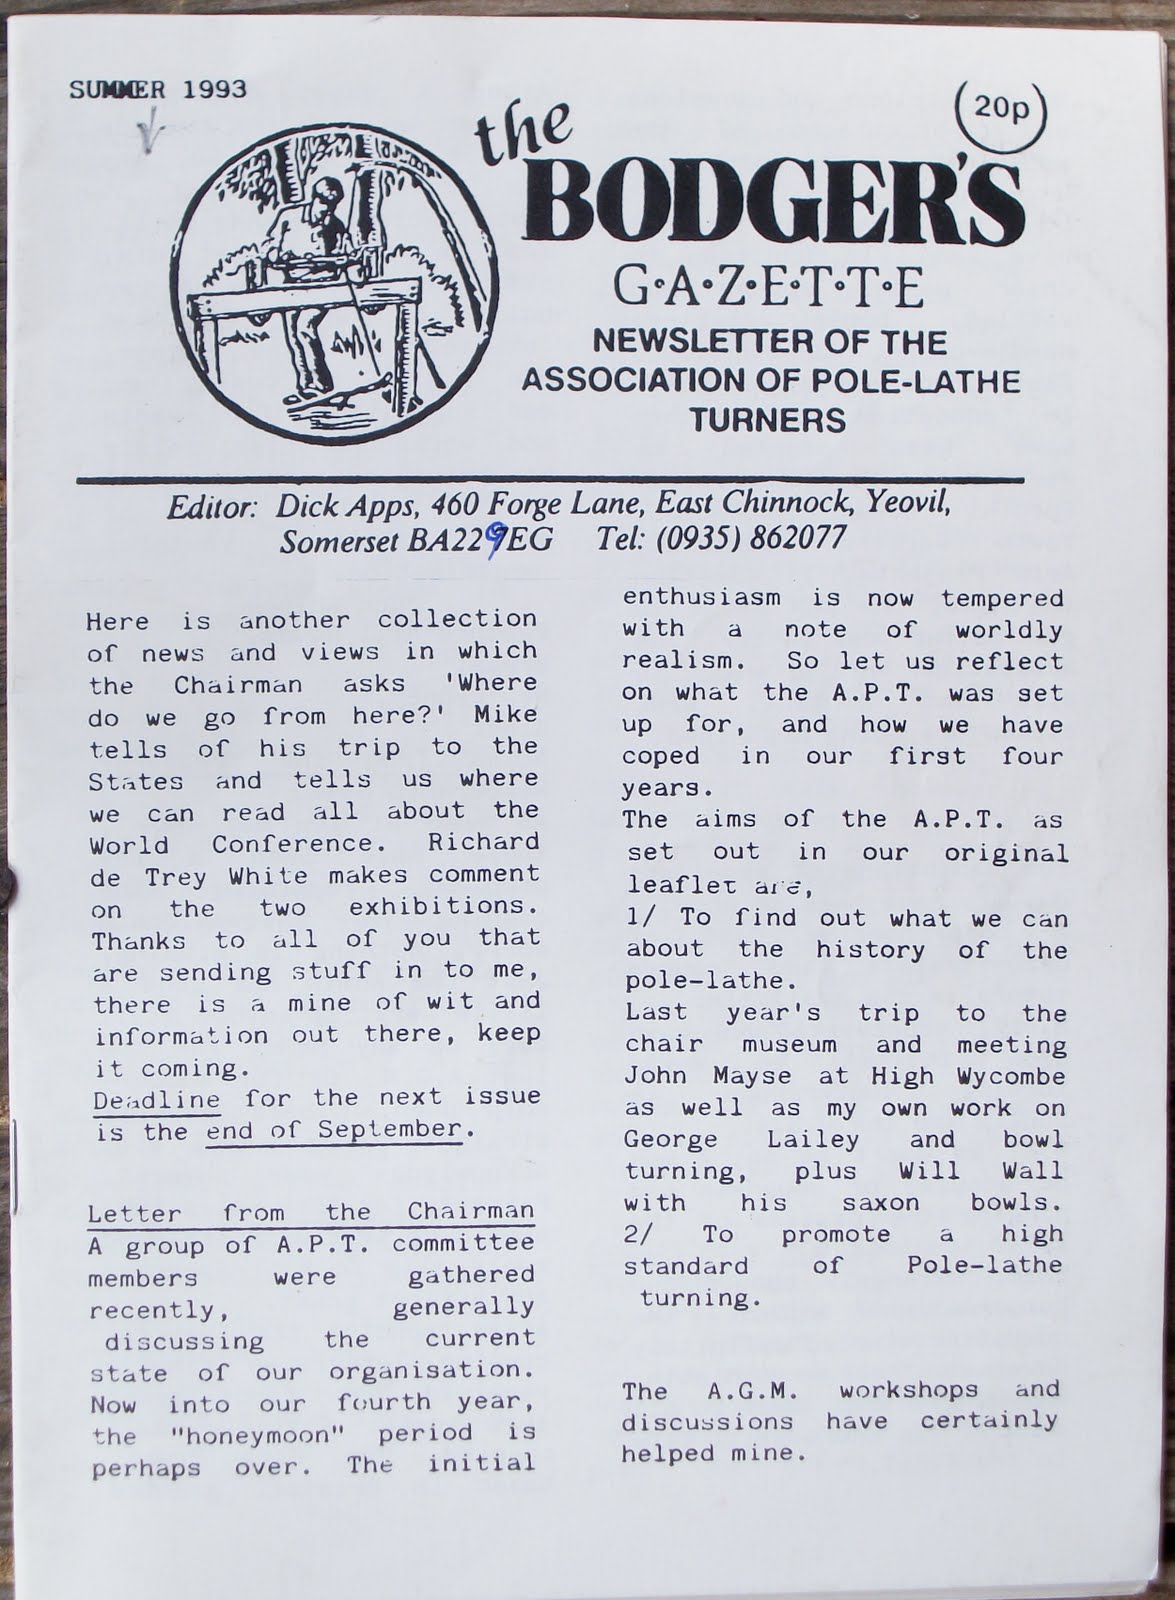 SUMMER 1993
20p
the
BODGER'S
G·A·Z·E·T·T·E
NEWSLETTER OF THE
ASSOCIATION OF POLE-LATHE
TURNERS
Editor: Dick Apps, 460 Forge Lane, East Chinnock, Yeovil,
Somerset BA22 9EG Tel: (0935) 862077
Here is another collection
of news and views in which
the Chairman asks 'Where
do we go from here?' Mike
tells of his trip to the
States and tells us where
we can read all about the
World Conference. Richard
de Trey White makes comment
on the two exhibitions.
Thanks to all of you that
are sending stuff in to me,
there is a mine of wit and
information out there, keep
it coming.
Deadline for the next issue
is the end of September.
Letter from the Chairman
A group of A.P.T. committee
members were gathered
recently, generally
discussing the current
state of our organisation.
Now into our fourth year,
the "honeymoon" period is
perhaps over. The initial
enthusiasm is now tempered
with a note of worldly
realism. So let us reflect
on what the A.P.T. was set
up for, and how we have
coped in our first four
years.
The aims of the A.P.T. as
set out in our original
leaflet are,
1/ To find out what we can
about the history of the
pole-lathe.
Last year's trip to the
chair museum and meeting
John Mayse at High Wycombe
as well as my own work on
George Lailey and bowl
turning, plus Will Wall
with his saxon bowls.
2/ To promote a high
standard of Pole-lathe
turning.
The A.G.M. workshops and
discussions have certainly
helped mine.